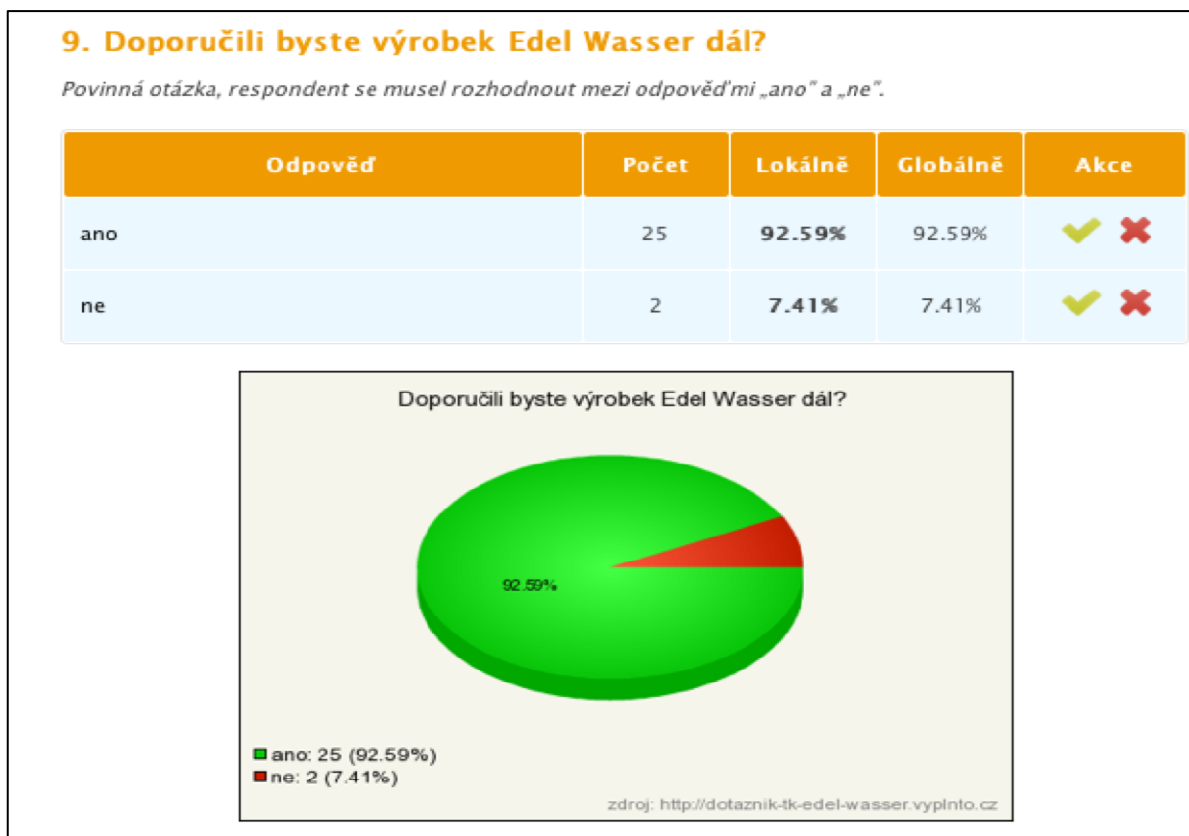 9. Doporučili byste výrobek Edel Wasser dál?
Povinná otázka, respondent se musel rozhodnout mezi odpověďmi „ano" a „ne".
Odpověď Počet Lokálně Globálně Akce
ano 25 92.59% 92.59%
ne 2 7.41% 7.41%
Doporučili byste výrobek Edel Wasser dál?
92.59%
ano: 25 (92.59%)
ne: 2 (7.41%)
zdroj: http://dotaznik-tk-edel-wasser.vyplnto.cz